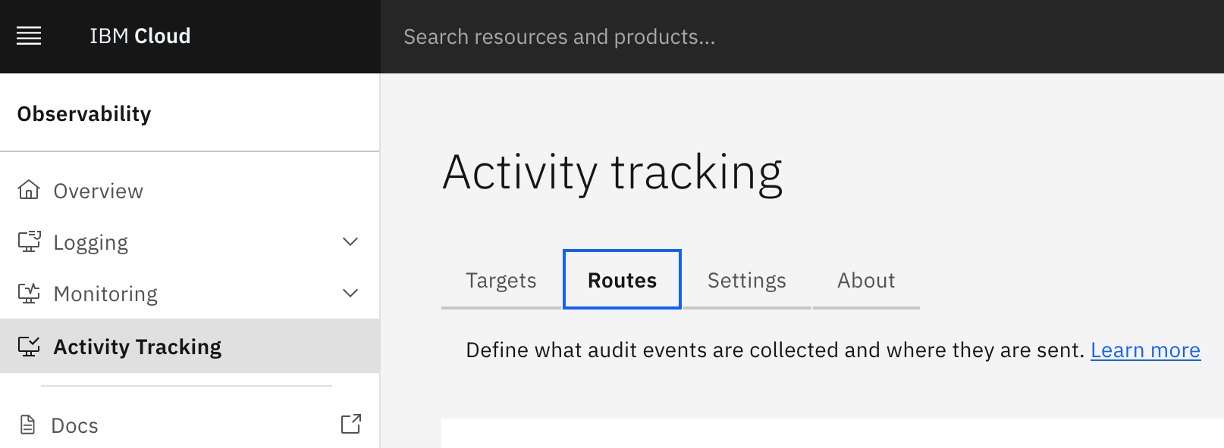 IBM Cloud
Search resources and products...
Observability
Overview
Logging
Monitoring
Activity Tracking
Docs
Activity tracking
Targets Routes Settings About
Define what audit events are collected and where they are sent. Learn more